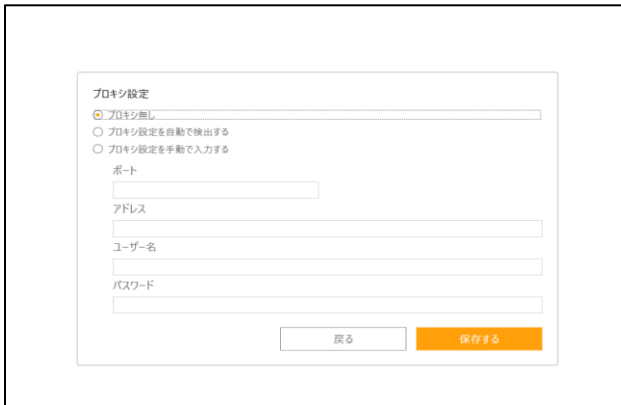 プロキシ設定
プロキシ無し
プロキシ設定を自動で検出する
プロキシ設定を手動で入力する
ポート
アドレス
ユーザー名
パスワード
戻る
保存する